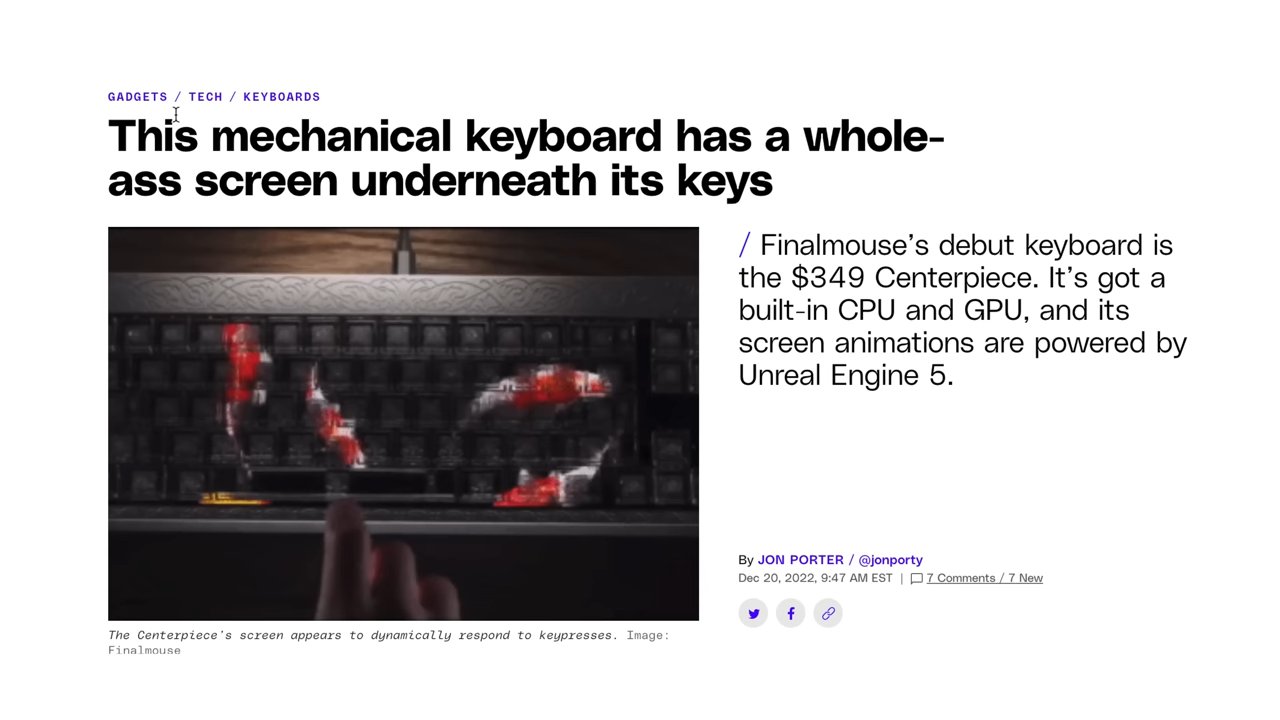 GADGETS / TECH / KEYBOARDS
This mechanical keyboard has a whole-
ass screen underneath its keys
/ Finalmouse’s debut keyboard is
the $349 Centerpiece. It’s got a
built-in CPU and GPU, and its
screen animations are powered by
Unreal Engine 5.
By JON PORTER / @jonporty
Dec 20, 2022, 9:47 AM EST | 7 Comments / 7 New
The Centerpiece's screen appears to dynamically respond to keypresses. Image:
Finalmouse